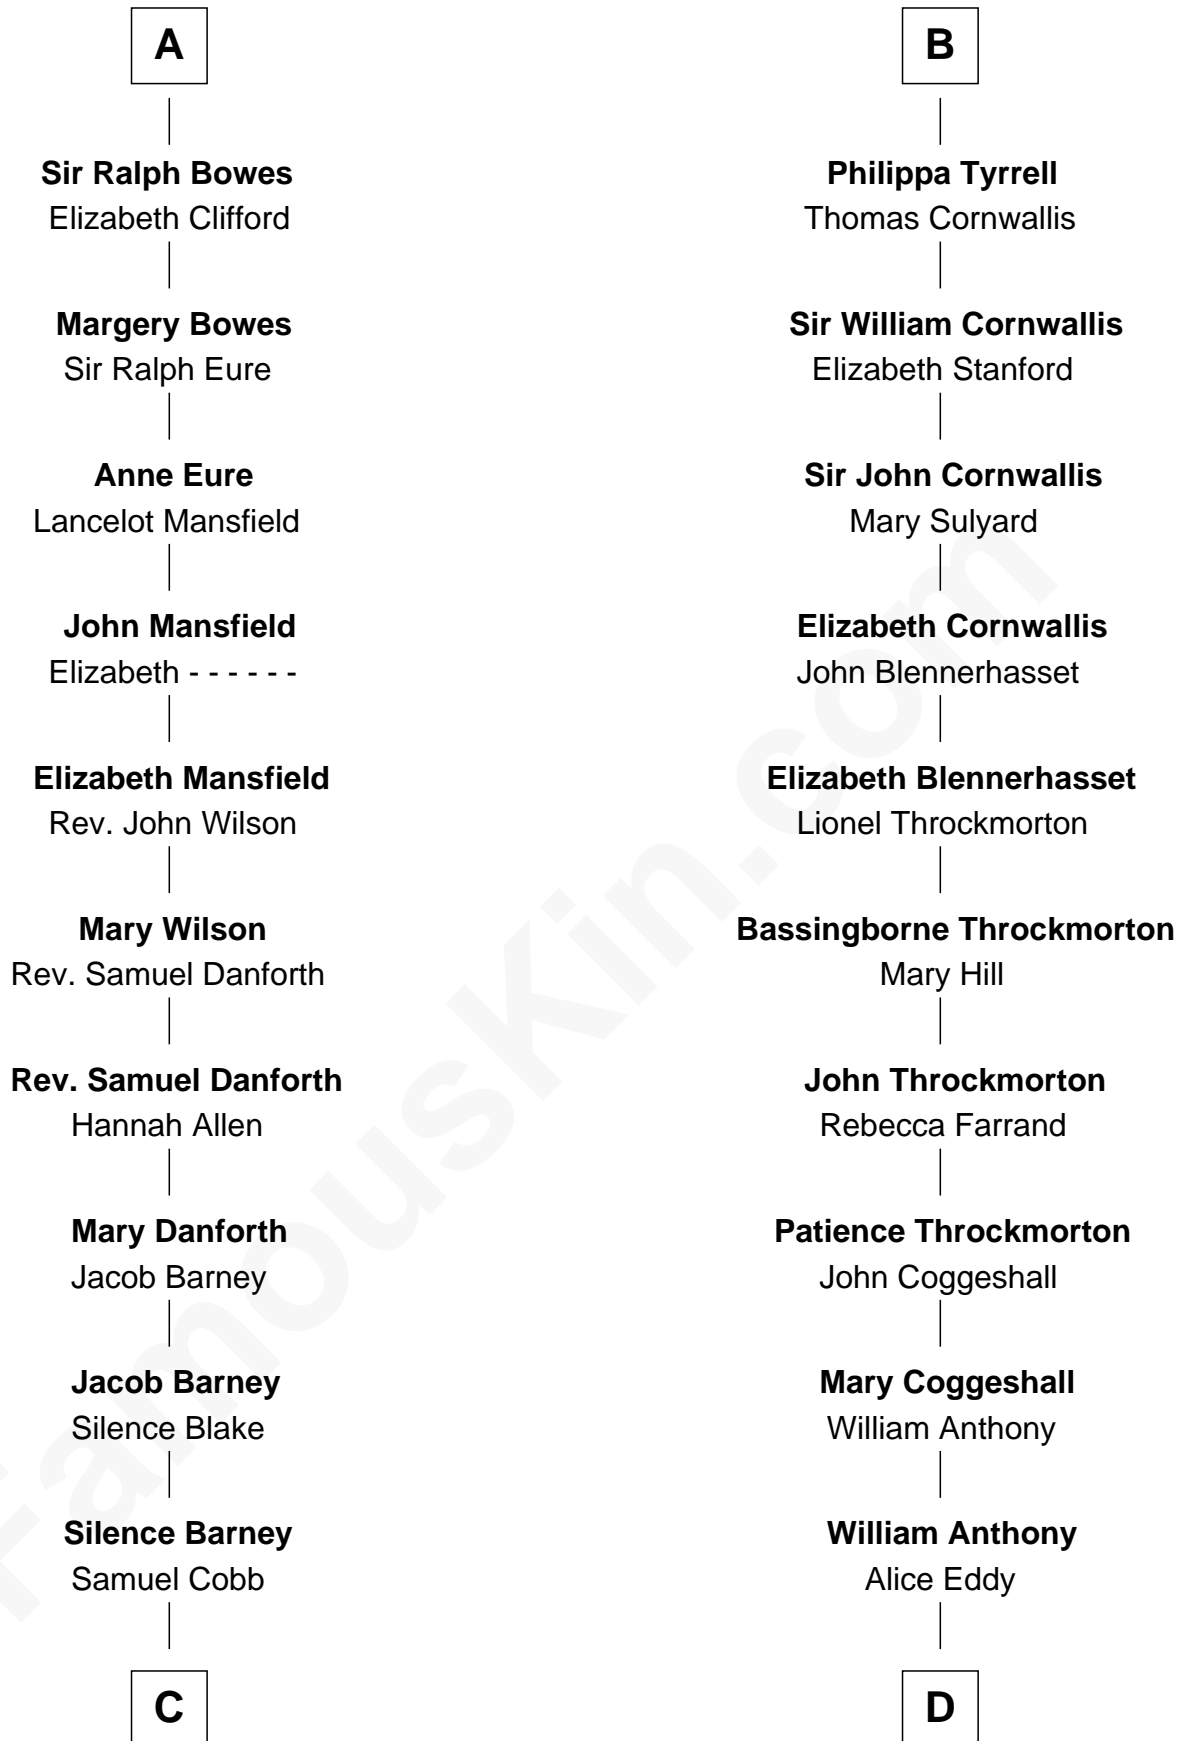 A
Sir Ralph Bowes
Elizabeth Clifford
Margery Bowes
Sir Ralph Eure
Anne Eure
Lancelot Mansfield
John Mansfield
Elizabeth - - - - - -
Elizabeth Mansfield
Rev. John Wilson
Mary Wilson
Rev. Samuel Danforth
Rev. Samuel Danforth
Hannah Allen
Mary Danforth
Jacob Barney
Jacob Barney
Silence Blake
Silence Barney
Samuel Cobb
C
B
Philippa Tyrrell
Thomas Cornwallis
Sir William Cornwallis
Elizabeth Stanford
Sir John Cornwallis
Mary Sulyard
Elizabeth Cornwallis
John Blennerhasset
Elizabeth Blennerhasset
Lionel Throckmorton
Bassingborne Throckmorton
Mary Hill
John Throckmorton
Rebecca Farrand
Patience Throckmorton
John Coggeshall
Mary Coggeshall
William Anthony
William Anthony
Alice Eddy
D
FamousKin.com